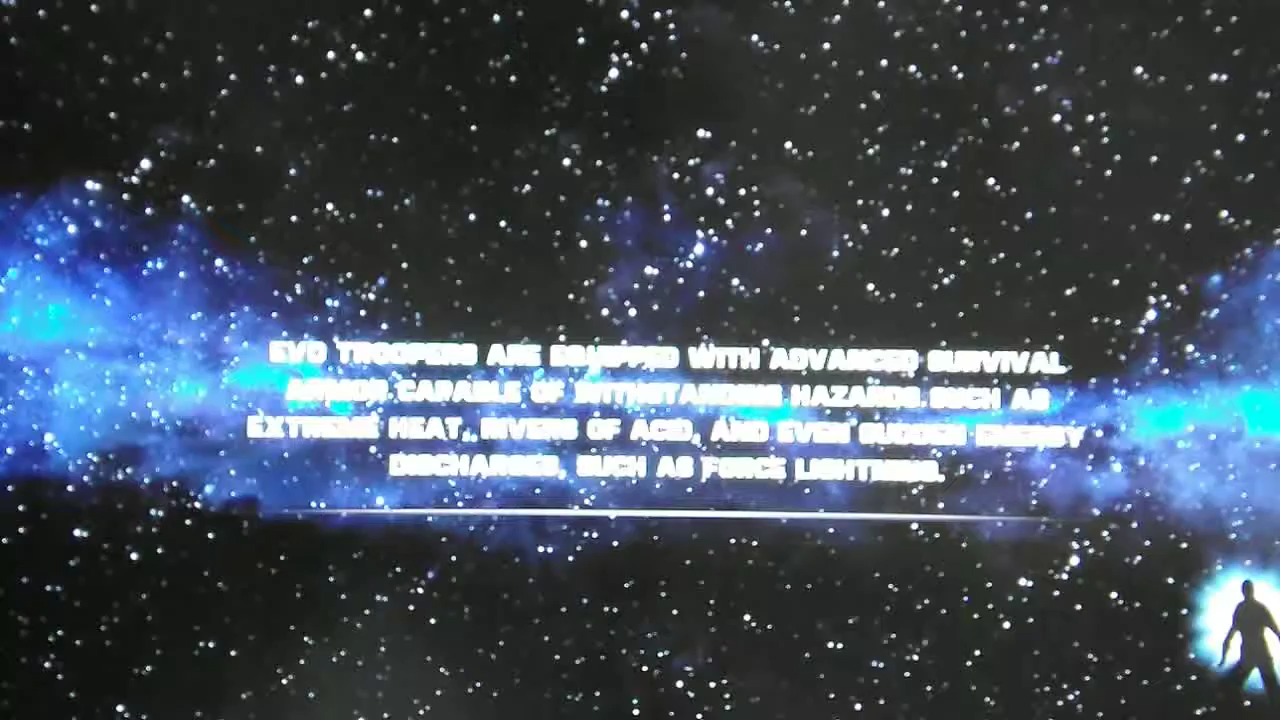 EVO TROOPERS ARE EQUIPPED WITH ADVANCED SURVIVAL
ARMOR CAPABLE OF WITHSTANDING HAZARDS SUCH AS
EXTREME HEAT, RIVERS OF ACID, AND EVEN SUDDEN ENERGY
DISCHARGES, SUCH AS FORCE LIGHTNING.